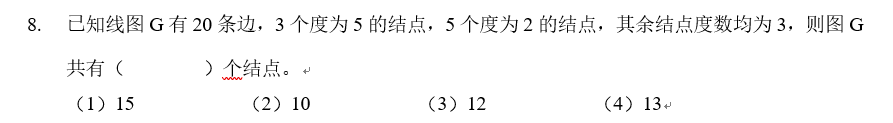 8. 已知线图 G 有 20 条边，3 个度为 5 的结点，5 个度为 2 的结点，其余结点度数均为 3，则图 G
共有（ ）个结点。
（1）15 （2）10 （3）12 （4）13